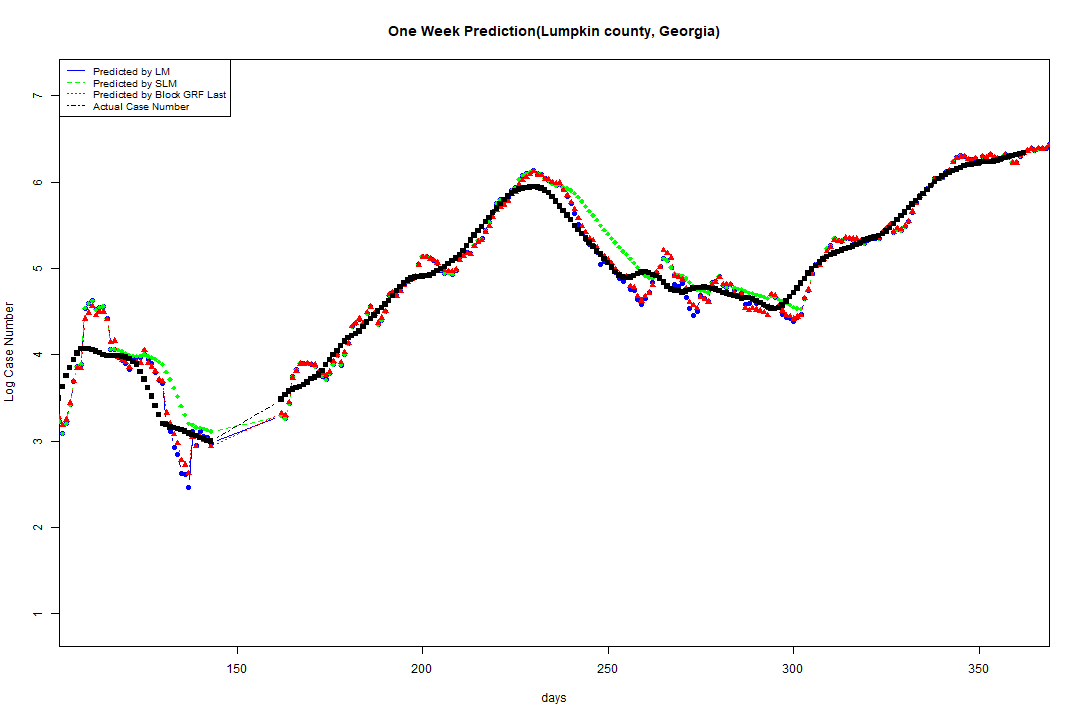 One Week Prediction(Lumpkin county, Georgia)
Predicted by LM
Predicted by SLM
Predicted by Block GRF Last
Actual Case Number
7
6
5
4
3
2
1
Log Case Number
150
200
250
300
350
days